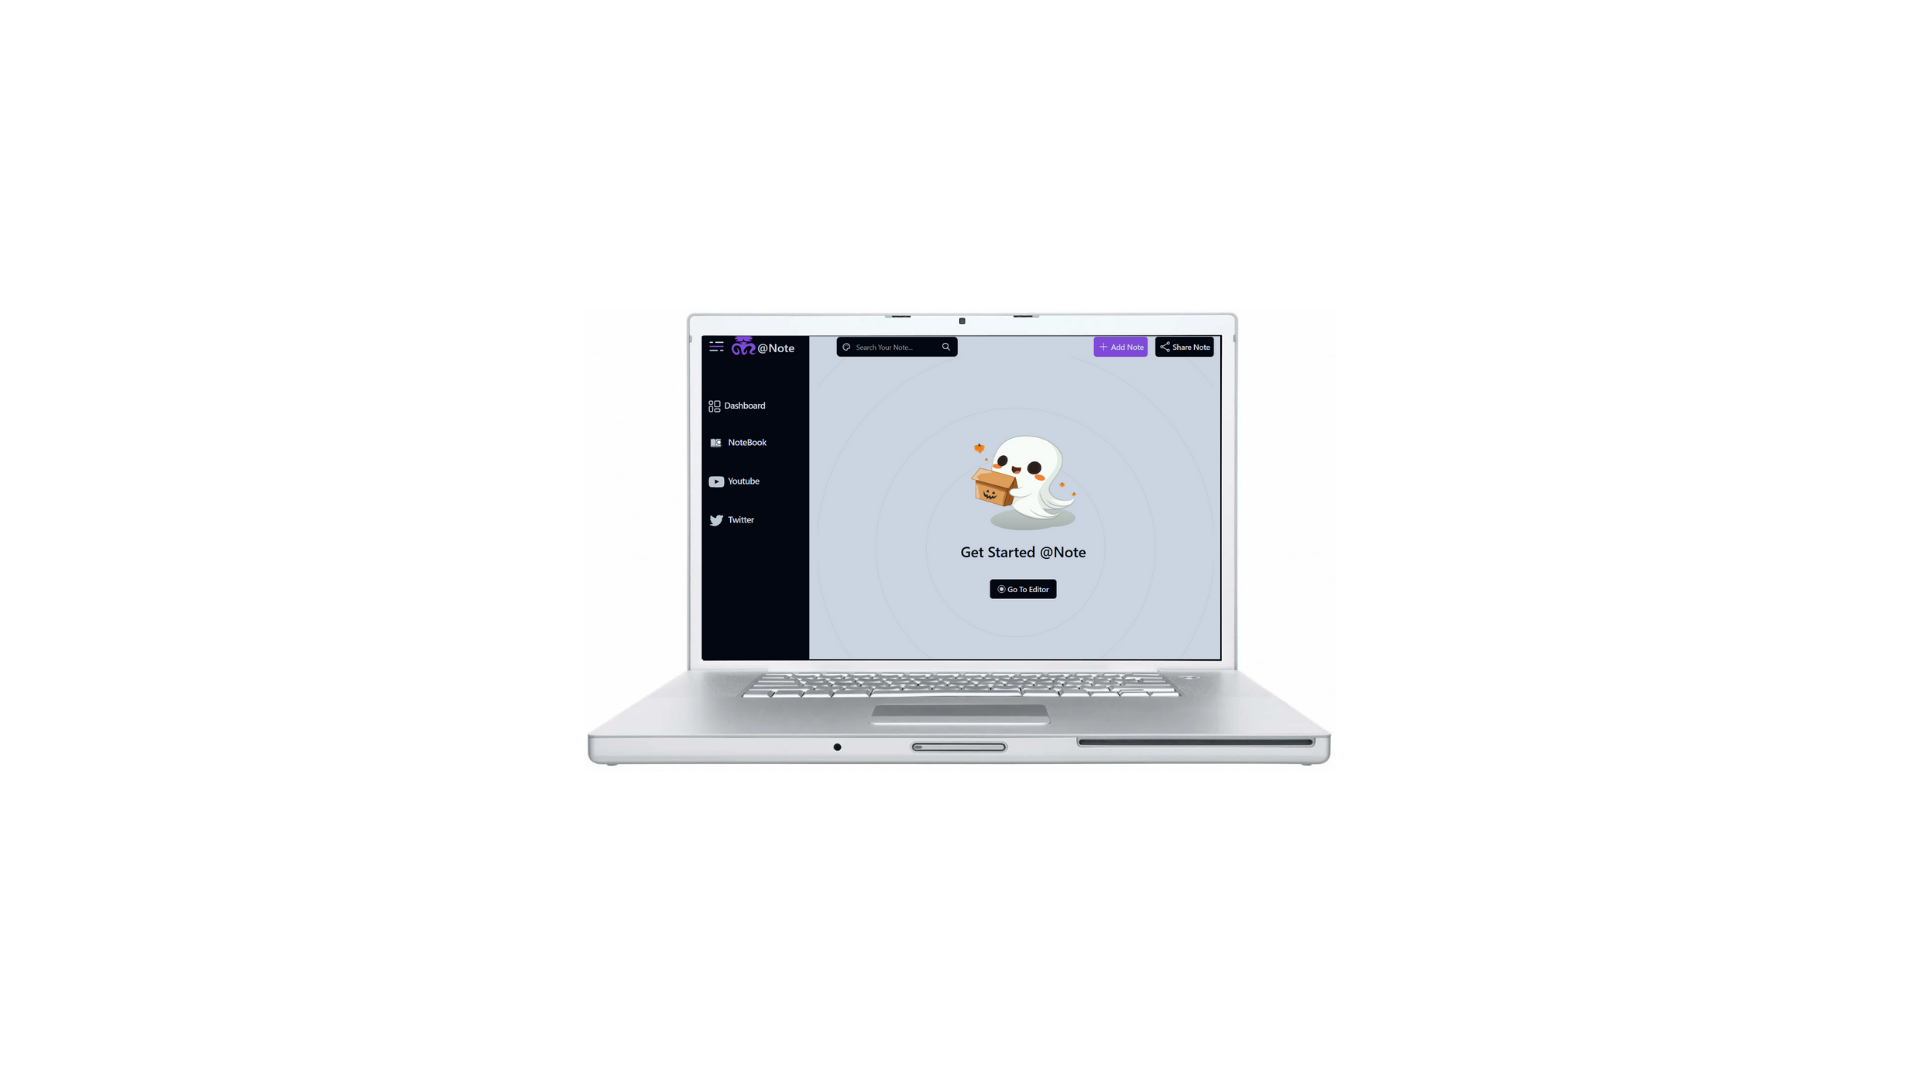 @Note
Search Your Note...
Add Note
Share Note
Dashboard
NoteBook
Youtube
Twitter
Get Started @Note
Go To Editor